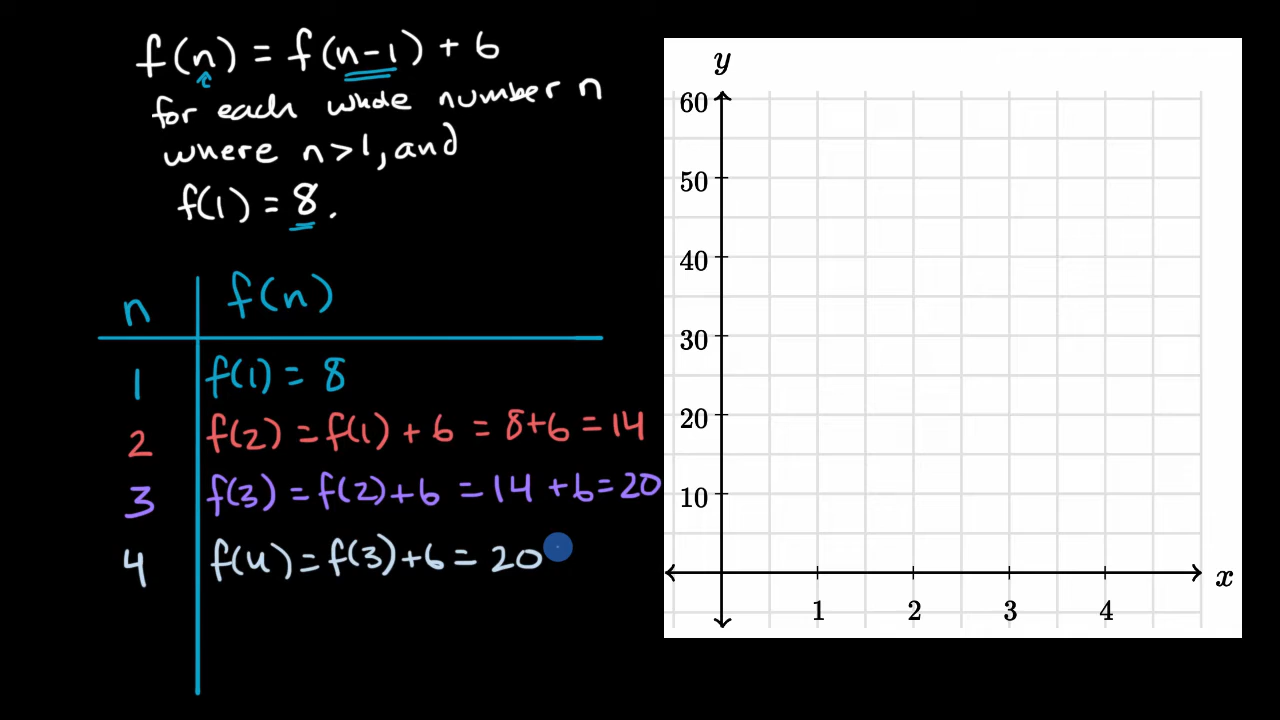 f(n) = f(n-1) + 6
for each whole number n
where n>1, and
f(1) = 8.
n f(n)
1 f(1) = 8
2 f(2) = f(1) + 6 = 8+6 = 14
3 f(3) = f(2)+6 = 14 +6=20
4 f(4) = f(3)+6 = 20
y
60
50
40
30
20
10
x
1 2 3 4